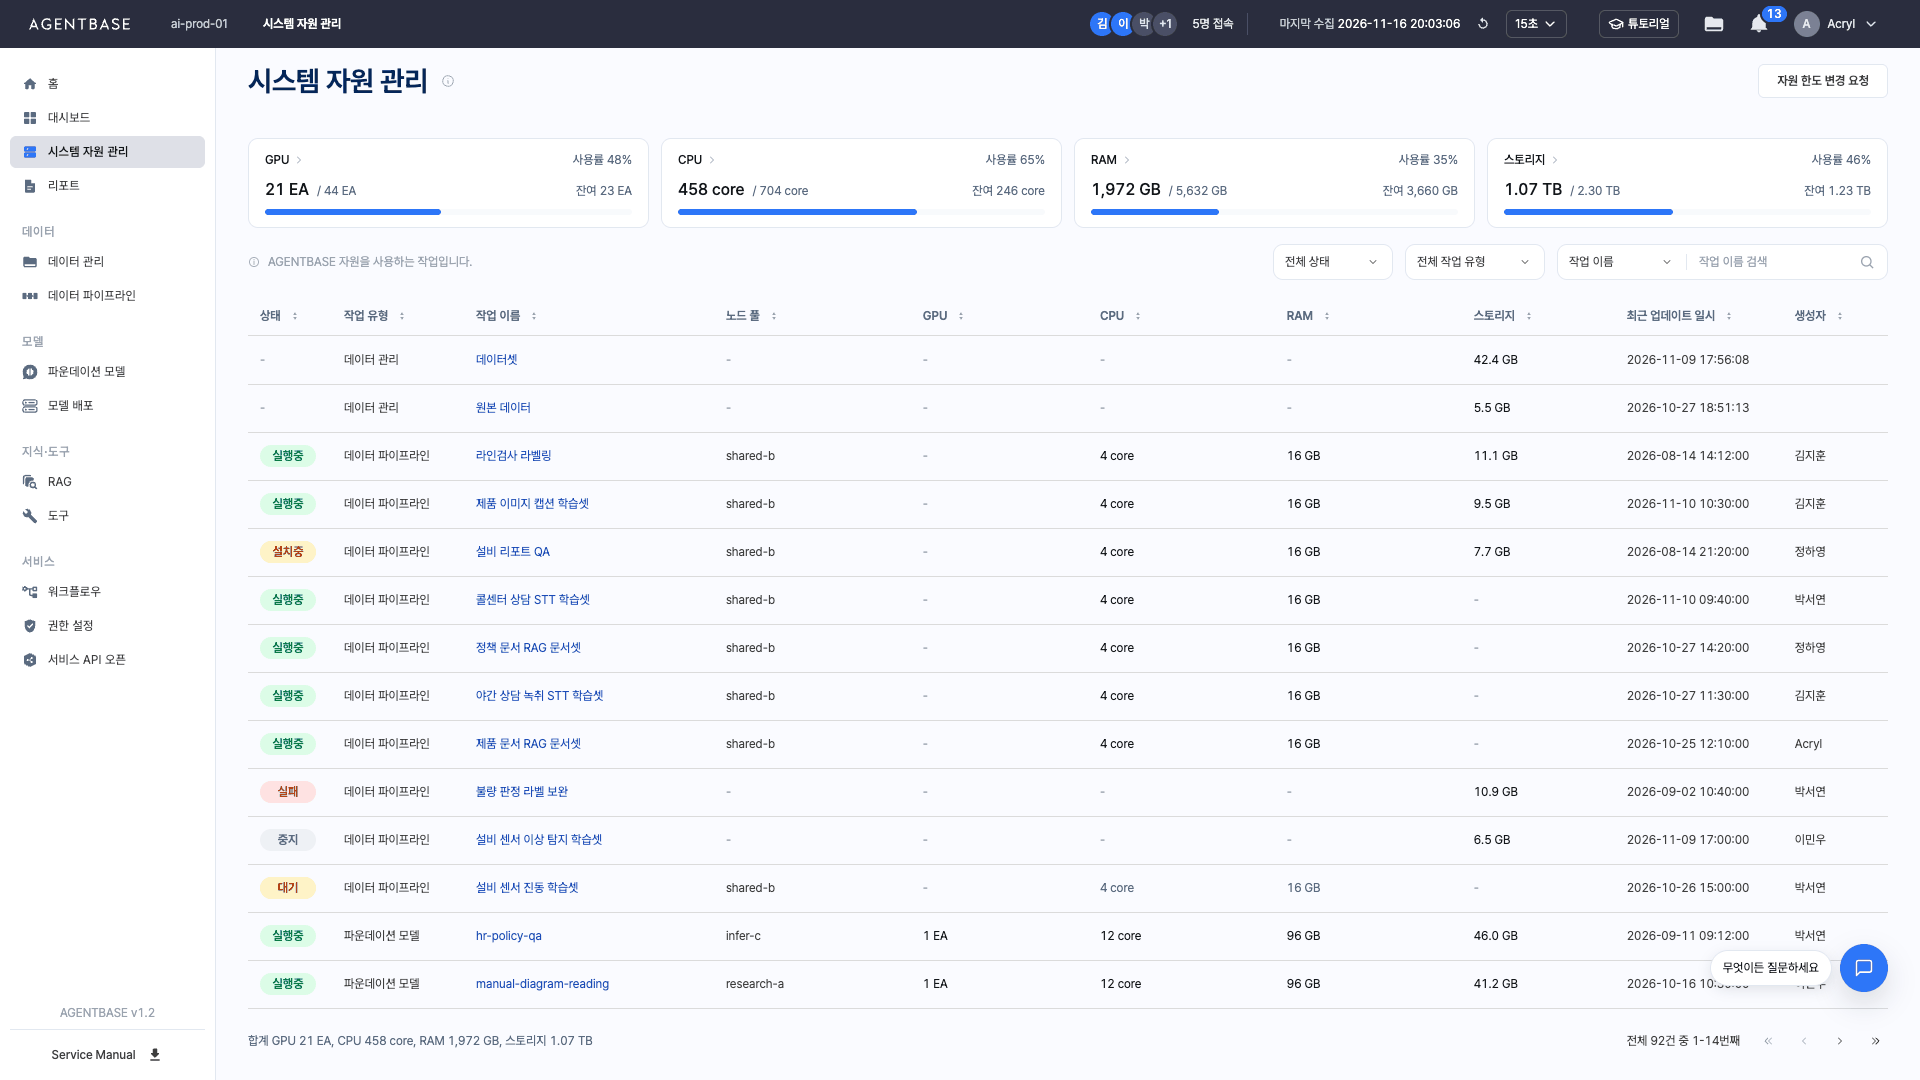 AGENTBASE ai-prod-01 시스템 자원 관리 김 이 박 +1 5명 접속 마지막 수집 2026-11-16 20:03:06 15초 튜토리얼 13 A Acryl
홈
대시보드
시스템 자원 관리
리포트
데이터
데이터 관리
데이터 파이프라인
모델
파운데이션 모델
모델 배포
지식·도구
RAG
도구
서비스
워크플로우
권한 설정
서비스 API 오픈
AGENTBASE v1.2
Service Manual
시스템 자원 관리
자원 한도 변경 요청
GPU 사용률 48%
21 EA / 44 EA 잔여 23 EA
CPU 사용률 65%
458 core / 704 core 잔여 246 core
RAM 사용률 35%
1,972 GB / 5,632 GB 잔여 3,660 GB
스토리지 사용률 46%
1.07 TB / 2.30 TB 잔여 1.23 TB
AGENTBASE 자원을 사용하는 작업입니다. 전체 상태 전체 작업 유형 작업 이름 작업 이름 검색
상태 작업 유형 작업 이름 노드 풀 GPU CPU RAM 스토리지 최근 업데이트 일시 생성자
- 데이터 관리 데이터셋 - - - - 42.4 GB 2026-11-09 17:56:08
- 데이터 관리 원본 데이터 - - - - 5.5 GB 2026-10-27 18:51:13
실행중 데이터 파이프라인 라인검사 라벨링 shared-b - 4 core 16 GB 11.1 GB 2026-08-14 14:12:00 김지훈
실행중 데이터 파이프라인 제품 이미지 캡션 학습셋 shared-b - 4 core 16 GB 9.5 GB 2026-11-10 10:30:00 김지훈
설치중 데이터 파이프라인 설비 리포트 QA shared-b - 4 core 16 GB 7.7 GB 2026-08-14 21:20:00 정하영
실행중 데이터 파이프라인 콜센터 상담 STT 학습셋 shared-b - 4 core 16 GB - 2026-11-10 09:40:00 박서연
실행중 데이터 파이프라인 정책 문서 RAG 문서셋 shared-b - 4 core 16 GB - 2026-10-27 14:20:00 정하영
실행중 데이터 파이프라인 야간 상담 녹취 STT 학습셋 shared-b - 4 core 16 GB - 2026-10-27 11:30:00 김지훈
실행중 데이터 파이프라인 제품 문서 RAG 문서셋 shared-b - 4 core 16 GB - 2026-10-25 12:10:00 Acryl
실패 데이터 파이프라인 불량 판정 라벨 보완 - - - - 10.9 GB 2026-09-02 10:40:00 박서연
중지 데이터 파이프라인 설비 센서 이상 탐지 학습셋 - - - - 6.5 GB 2026-11-09 17:00:00 이민우
대기 데이터 파이프라인 설비 센서 진동 학습셋 shared-b - 4 core 16 GB - 2026-10-26 15:00:00 박서연
실행중 파운데이션 모델 hr-policy-qa infer-c 1 EA 12 core 96 GB 46.0 GB 2026-09-11 09:12:00 박서연
실행중 파운데이션 모델 manual-diagram-reading research-a 1 EA 12 core 96 GB 41.2 GB 2026-10-16
무엇이든 질문하세요
합계 GPU 21 EA, CPU 458 core, RAM 1,972 GB, 스토리지 1.07 TB 전체 92건 중 1-14번째